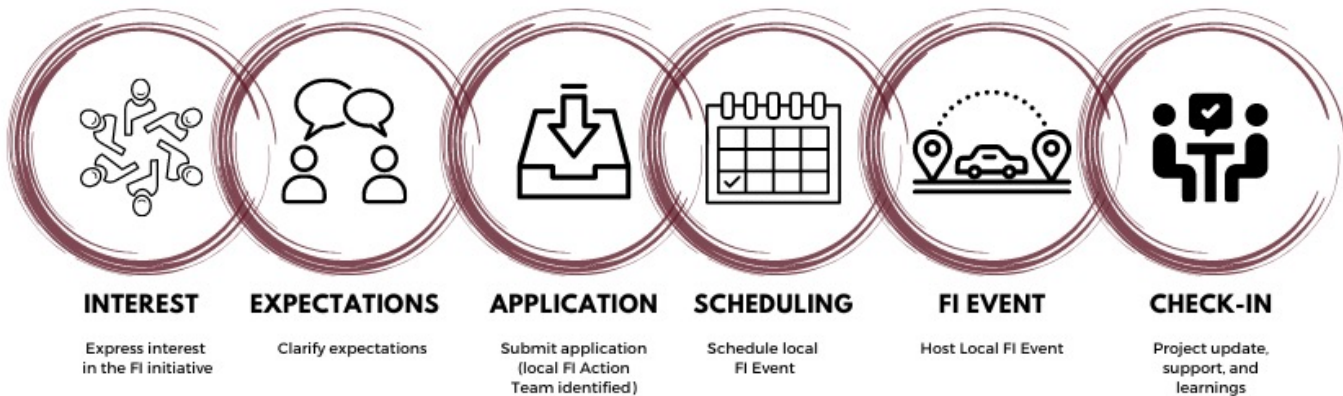 INTEREST
Express interest
in the FI initiative
EXPECTATIONS
Clarify expectations
APPLICATION
Submit application
(local FI Action
Team identified)
SCHEDULING
Schedule local
FI Event
FI EVENT
Host Local FI Event
CHECK-IN
Project update,
support, and
learnings